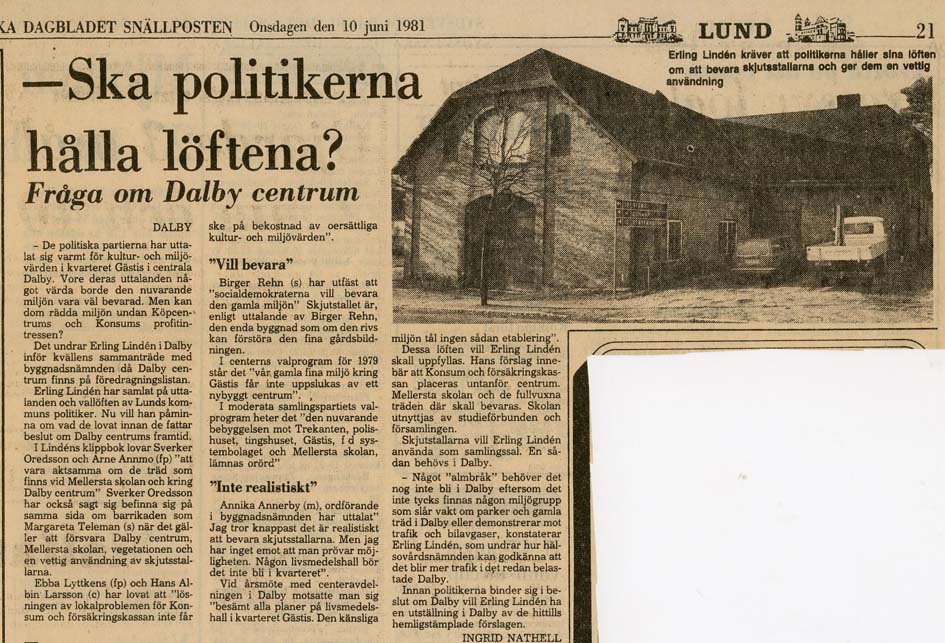 KA DAGBLADET SNÄLLPOSTEN Onsdagen den 10 juni 1981
LUND
21
Erling Lindén kräver att politikerna håller sina löften
om att bevara skjutsstallarna och ger dem en vettig
användning
—Ska politikerna
hålla löftena?
Fråga om Dalby centrum
DALBY
– De politiska partierna har utta-
lat sig varmt för kultur- och miljö-
värden i kvarteret Gästis i centrala
Dalby. Vore deras uttalanden nå-
got värda borde den nuvarande
miljön vara väl bevarad. Men kan
dom rädda miljön undan Köpcen-
trums och Konsums profitin-
tressen?
Det undrar Erling Lindén i Dalby
inför kvällens sammanträde med
byggnadsnämnden då Dalby cen-
trum finns på föredragningslistan.
Erling Lindén har samlat på utta-
landen och vallöften av Lunds kom-
muns politiker. Nu vill han påmin-
na om vad de lovat innan de fattar
beslut om Dalby centrums framtid.
I Lindéns klippbok lovar Sverker
Oredsson och Arne Annmo (fp) "att
vara aktsamma om de träd som
finns vid Mellersta skolan och kring
Dalby centrum" Sverker Oredsson
har också sagt sig befinna sig på
samma sida om barrikaden som
Margareta Teleman (s) när det gäl-
ler att försvara Dalby centrum,
Mellersta skolan, vegetationen och
en vettig användning av skjutsstal-
larna.
Ebba Lyttkens (fp) och Hans Al-
bin Larsson (c) har lovat att "lös-
ningen av lokalproblemen för Kon-
sum och försäkringskassan inte får
ske på bekostnad av oersättliga
kultur- och miljövärden".
"Vill bevara"
Birger Rehn (s) har utfäst att
"socialdemokraterna vill bevara
den gamla miljön" Skjutstallet är,
enligt uttalande av Birger Rehn,
den enda byggnad som om den rivs
kan förstöra den fina gårdsbild-
ningen.
I centerns valprogram för 1979
står det "vår gamla fina miljö kring
Gästis får inte uppslukas av ett
nybyggt centrum".
I moderata samlingspartiets val-
program heter det "den nuvarande
bebyggelsen mot Trekanten, polis-
huset, tingshuset, Gästis, f d sys-
tembolaget och Mellersta skolan,
lämnas orörd"
"Inte realistiskt"
Annika Annerby (m), ordförande
i byggnadsnämnden har uttalat"
Jag tror knappast det är realistiskt
att bevara skjutsstallarna. Men jag
har inget emot att man prövar möj-
ligheten. Någon livsmedelshall bör
det inte bli i kvarteret".
Vid årsmöte med centeravdel-
ningen i Dalby motsatte man sig
"besämt alla planer på livsmedels-
hall i kvarteret Gästis. Den känsliga
miljön tål ingen sådan etablering".
Dessa löften vill Erling Lindén
skall uppfyllas. Hans förslag inne-
bär att Konsum och försäkringskas-
san placeras untanför centrum.
Mellersta skolan och de fullvuxna
träden där skall bevaras. Skolan
utnyttjas av studieförbunden och
församlingen.
Skjutstallarna vill Erling Lindén
använda som samlingssal. En så-
dan behövs i Dalby.
– Något "almbråk" behöver det
nog inte bli i Dalby eftersom det
inte tycks finnas någon miljögrupp
som slår vakt om parker och gamla
träd i Dalby eller demonstrerar mot
trafik och bilavgaser, konstaterar
Erling Lindén, som undrar hur häl-
sovårdsnämnden kan godkänna att
det blir mer trafik i det redan belas-
tade Dalby.
Innan politikerna binder sig i be-
slut om Dalby vill Erling Lindén ha
en utställning i Dalby av de hittills
hemligstämplade förslagen.
INGRID NATHELL